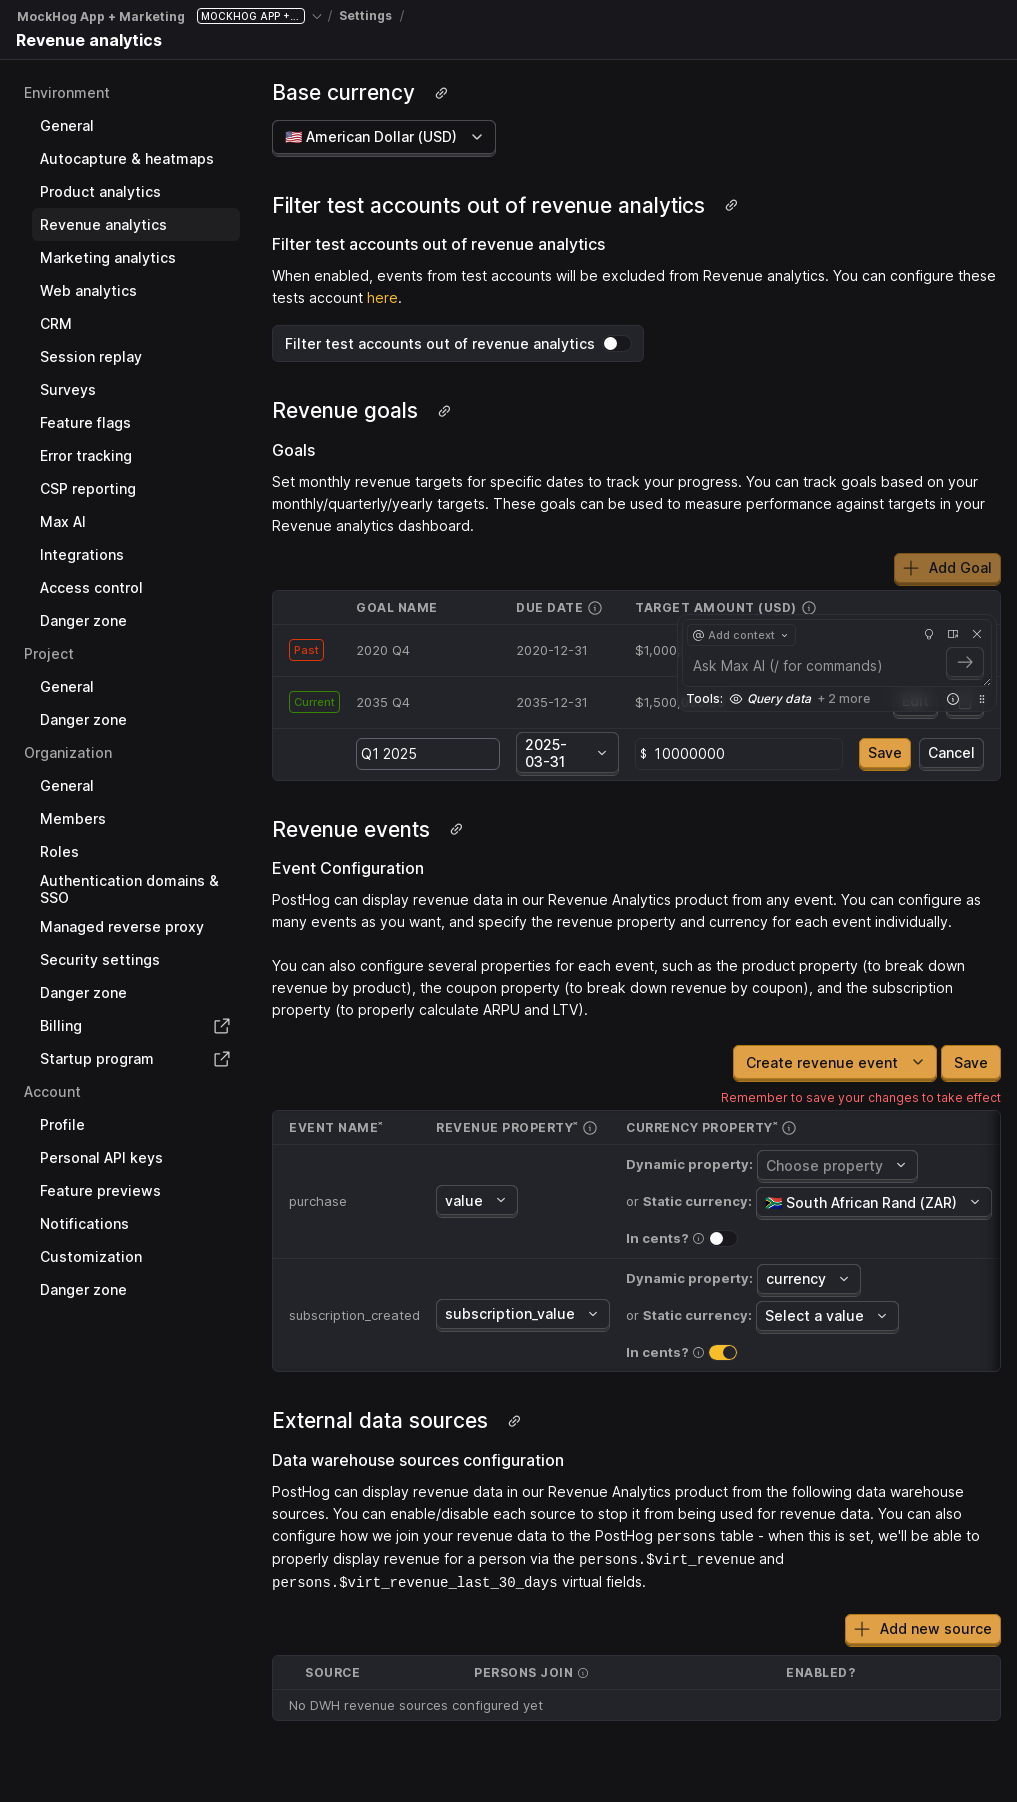 MockHog App + Marketing MOCKHOG APP +... / Settings /
Revenue analytics
Environment
General
Autocapture & heatmaps
Product analytics
Revenue analytics
Marketing analytics
Web analytics
CRM
Session replay
Surveys
Feature flags
Error tracking
CSP reporting
Max AI
Integrations
Access control
Danger zone
Project
General
Danger zone
Organization
General
Members
Roles
Authentication domains &
SSO
Managed reverse proxy
Security settings
Danger zone
Billing
Startup program
Account
Profile
Personal API keys
Feature previews
Notifications
Customization
Danger zone
Base currency
🇺🇸 American Dollar (USD)
Filter test accounts out of revenue analytics
Filter test accounts out of revenue analytics
When enabled, events from test accounts will be excluded from Revenue analytics. You can configure these
tests account here.
Filter test accounts out of revenue analytics
Revenue goals
Goals
Set monthly revenue targets for specific dates to track your progress. You can track goals based on your
monthly/quarterly/yearly targets. These goals can be used to measure performance against targets in your
Revenue analytics dashboard.
Add Goal
GOAL NAME DUE DATE TARGET AMOUNT (USD)
Past 2020 Q4 2020-12-31 $1,000,
@ Add context
Ask Max AI (/ for commands)
Tools: Query data + 2 more
Current 2035 Q4 2035-12-31 $1,500, Edit
Q1 2025 2025-
03-31 $ 10000000 Save Cancel
Revenue events
Event Configuration
PostHog can display revenue data in our Revenue Analytics product from any event. You can configure as
many events as you want, and specify the revenue property and currency for each event individually.
You can also configure several properties for each event, such as the product property (to break down
revenue by product), the coupon property (to break down revenue by coupon), and the subscription
property (to properly calculate ARPU and LTV).
Create revenue event Save
Remember to save your changes to take effect
EVENT NAME* REVENUE PROPERTY* CURRENCY PROPERTY*
purchase value
Dynamic property: Choose property
or Static currency: 🇿🇦 South African Rand (ZAR)
In cents?
subscription_created subscription_value
Dynamic property: currency
or Static currency: Select a value
In cents?
External data sources
Data warehouse sources configuration
PostHog can display revenue data in our Revenue Analytics product from the following data warehouse
sources. You can enable/disable each source to stop it from being used for revenue data. You can also
configure how we join your revenue data to the PostHog persons table - when this is set, we'll be able to
properly display revenue for a person via the persons.$virt_revenue and
persons.$virt_revenue_last_30_days virtual fields.
Add new source
SOURCE PERSONS JOIN ENABLED?
No DWH revenue sources configured yet